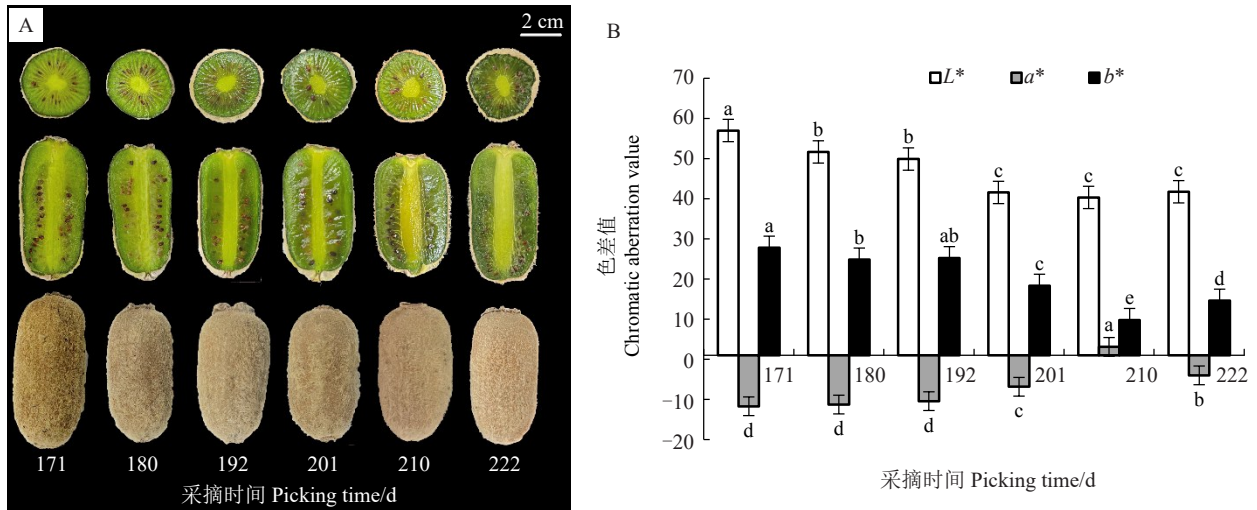 A
2 cm
171 180 192 201 210 222
采摘时间 Picking time/d
B
L* a* b*
色差值
Chromatic aberration value
70
60
50
40
30
20
10
0
−10
−20
a
b
b
c
c
c
a
b
ab
c
a
e
d
d
d
d
c
b
171 180 192 201 210 222
采摘时间 Picking time/d